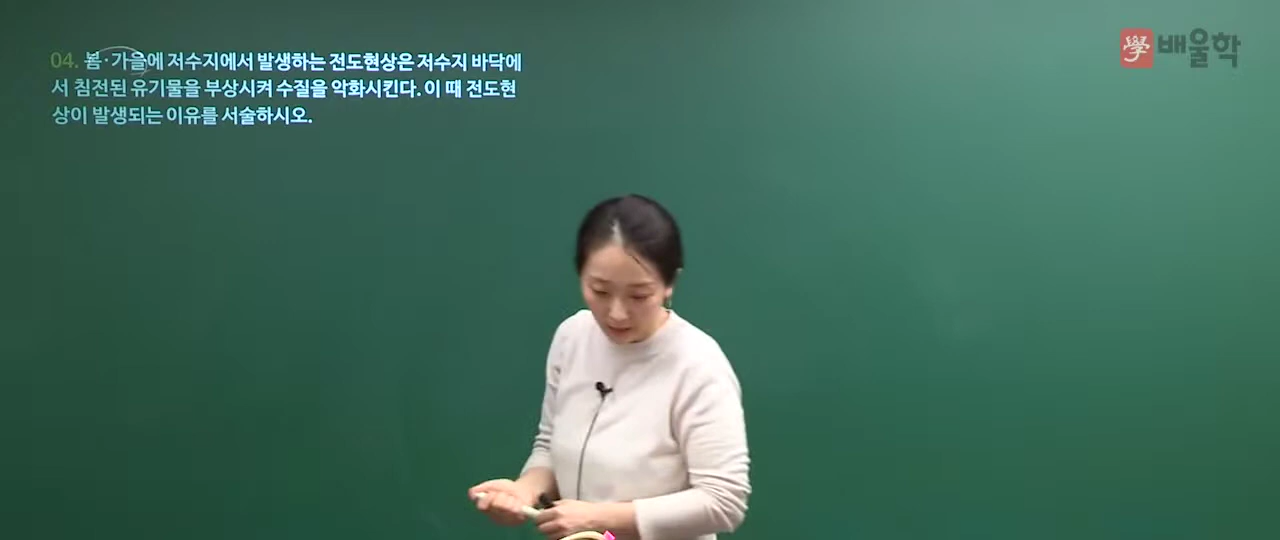 04. 봄·가을에 저수지에서 발생하는 전도현상은 저수지 바닥에
서 침전된 유기물을 부상시켜 수질을 악화시킨다. 이 때 전도현
상이 발생되는 이유를 서술하시오.
學 배울학